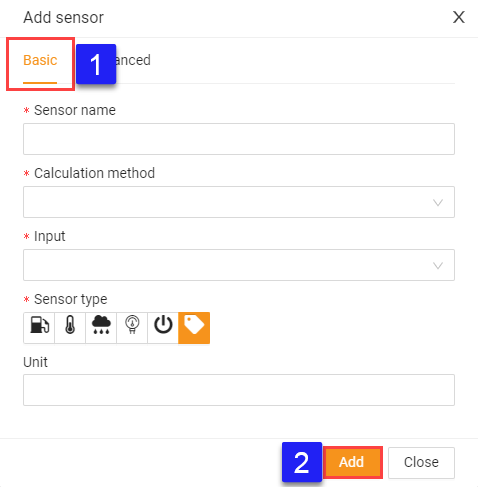 Add sensor X
Basic 1 anced
* Sensor name
* Calculation method
* Input
* Sensor type
Unit
2 Add Close